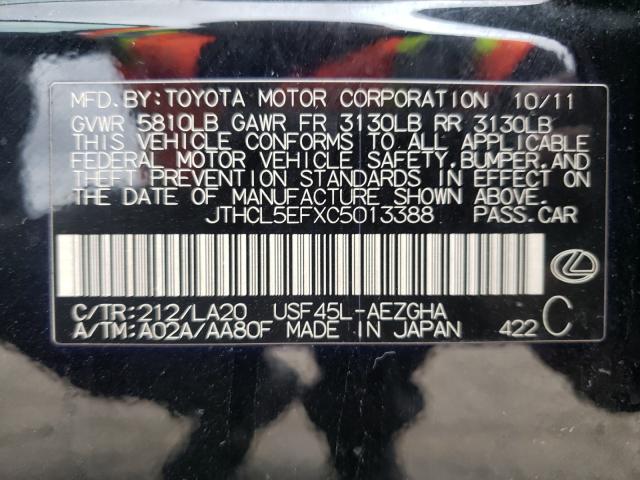 MFD. BY: TOYOTA MOTOR CORPORATION 10/11
GVWR 5810LB GAWR FR 3130LB RR 3130LB
THIS VEHICLE CONFORMS TO ALL APPLICABLE
FEDERAL MOTOR VEHICLE SAFETY, BUMPER, AND
THEFT PREVENTION STANDARDS IN EFFECT ON
THE DATE OF MANUFACTURE SHOWN ABOVE.
JTHCL5EFXC5013388 PASS. CAR
C/TR: 212/LA20 USF45L-AEZGHA
A/TM: A02A/AA80F MADE IN JAPAN 422 C